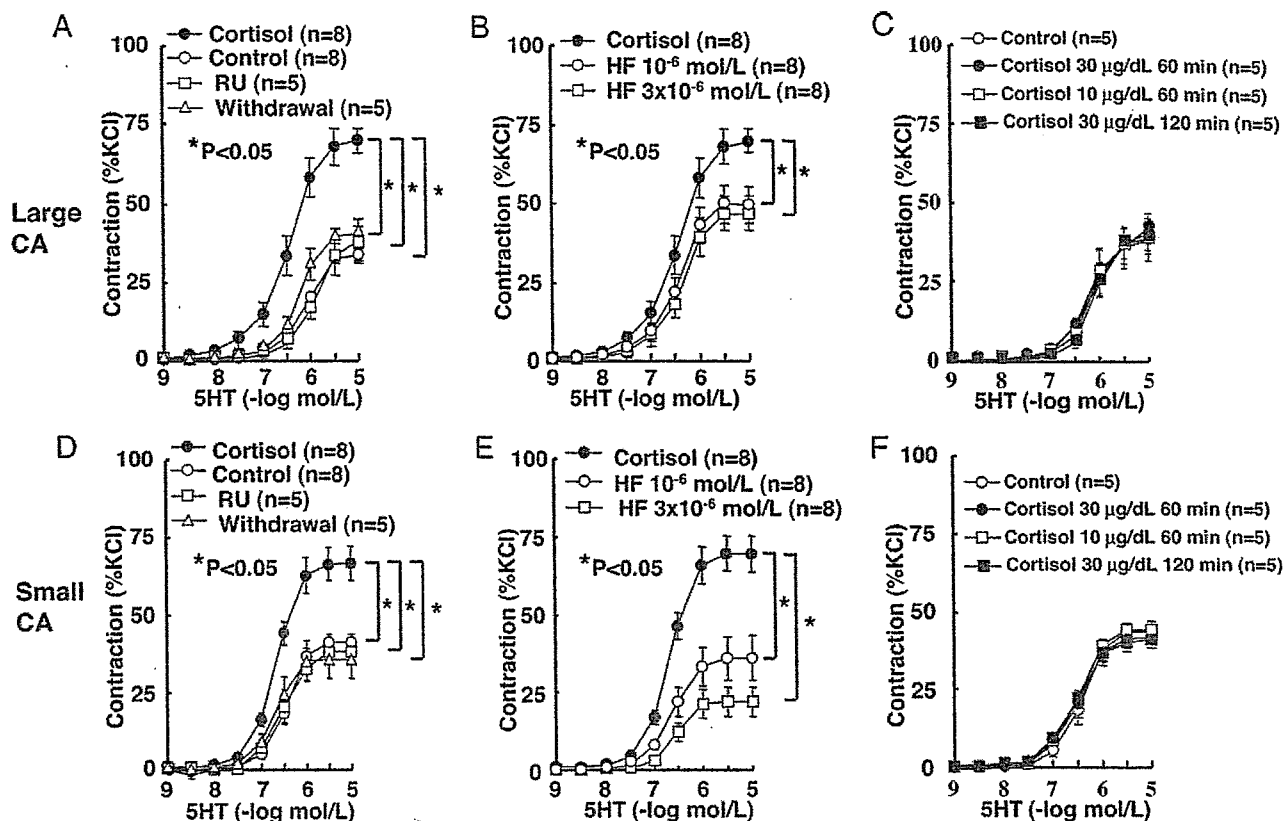 A
Cortisol (n=8)
Control (n=8)
RU (n=5)
Withdrawal (n=5)
*P<0.05
* * *
Contraction (%KCl)
100
75
50
25
0
9 8 7 6 5
5HT (-log mol/L)
B
Cortisol (n=8)
HF 10⁻⁶ mol/L (n=8)
HF 3x10⁻⁶ mol/L (n=8)
*P<0.05
* *
Contraction (%KCl)
100
75
50
25
0
9 8 7 6 5
5HT (-log mol/L)
C
Control (n=5)
Cortisol 30 µg/dL 60 min (n=5)
Cortisol 10 µg/dL 60 min (n=5)
Cortisol 30 µg/dL 120 min (n=5)
Contraction (%KCl)
100
75
50
25
0
9 8 7 6 5
5HT (-log mol/L)
Large
CA
D
Cortisol (n=8)
Control (n=8)
RU (n=5)
Withdrawal (n=5)
*P<0.05
* * *
Contraction (%KCl)
100
75
50
25
0
9 8 7 6 5
5HT (-log mol/L)
E
Cortisol (n=8)
HF 10⁻⁶ mol/L (n=8)
HF 3x10⁻⁶ mol/L (n=8)
*P<0.05
* *
Contraction (%KCl)
100
75
50
25
0
9 8 7 6 5
5HT (-log mol/L)
F
Control (n=5)
Cortisol 30 µg/dL 60 min (n=5)
Cortisol 10 µg/dL 60 min (n=5)
Cortisol 30 µg/dL 120 min (n=5)
Contraction (%KCl)
100
75
50
25
0
9 8 7 6 5
5HT (-log mol/L)
Small
CA